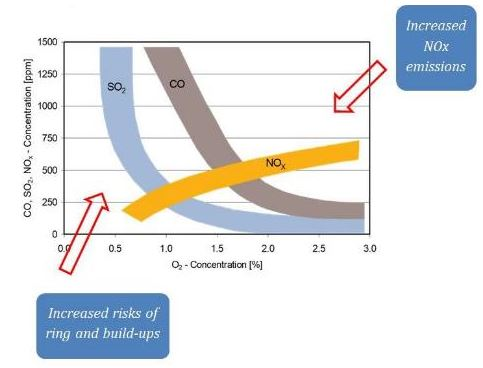 Increased
NOx
emissions
1500
1250
1000
750
500
250
0
CO, SO₂, NOₓ - Concentration [ppm]
SO₂
CO
NOₓ
0.0
0.5
1.0
1.5
2.0
2.5
3.0
O₂ - Concentration [%]
Increased risks of
ring and build-ups